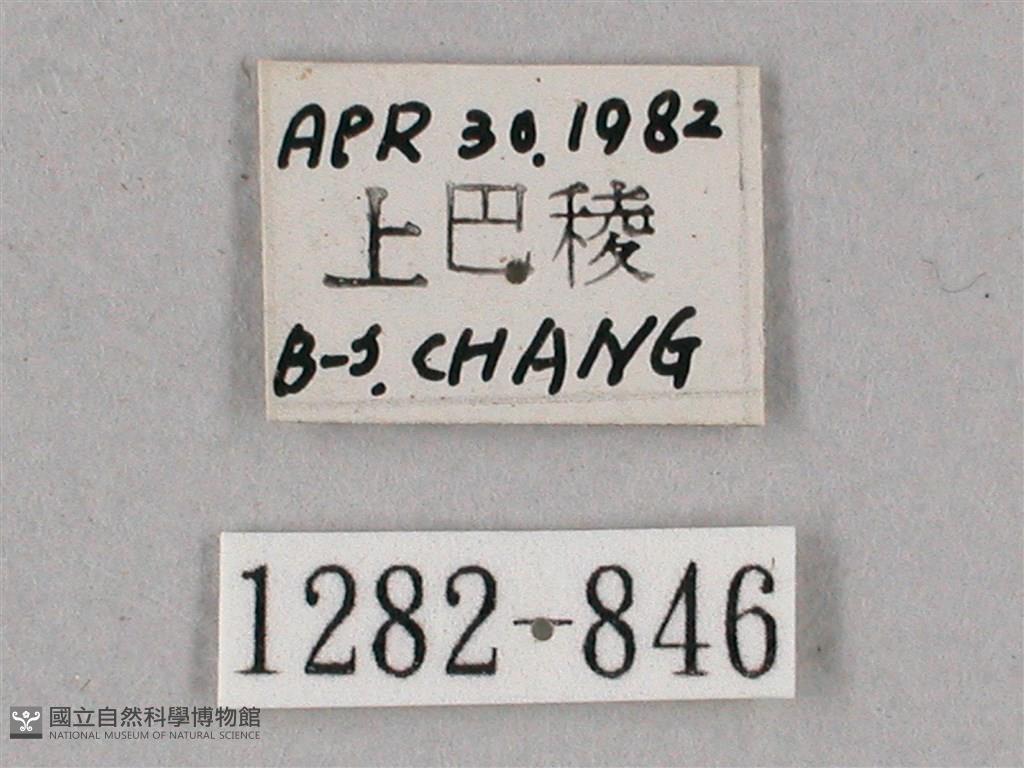 APR 30. 1982
上巴稜
B-S. CHANG
1282-846
國立自然科學博物館
NATIONAL MUSEUM OF NATURAL SCIENCE